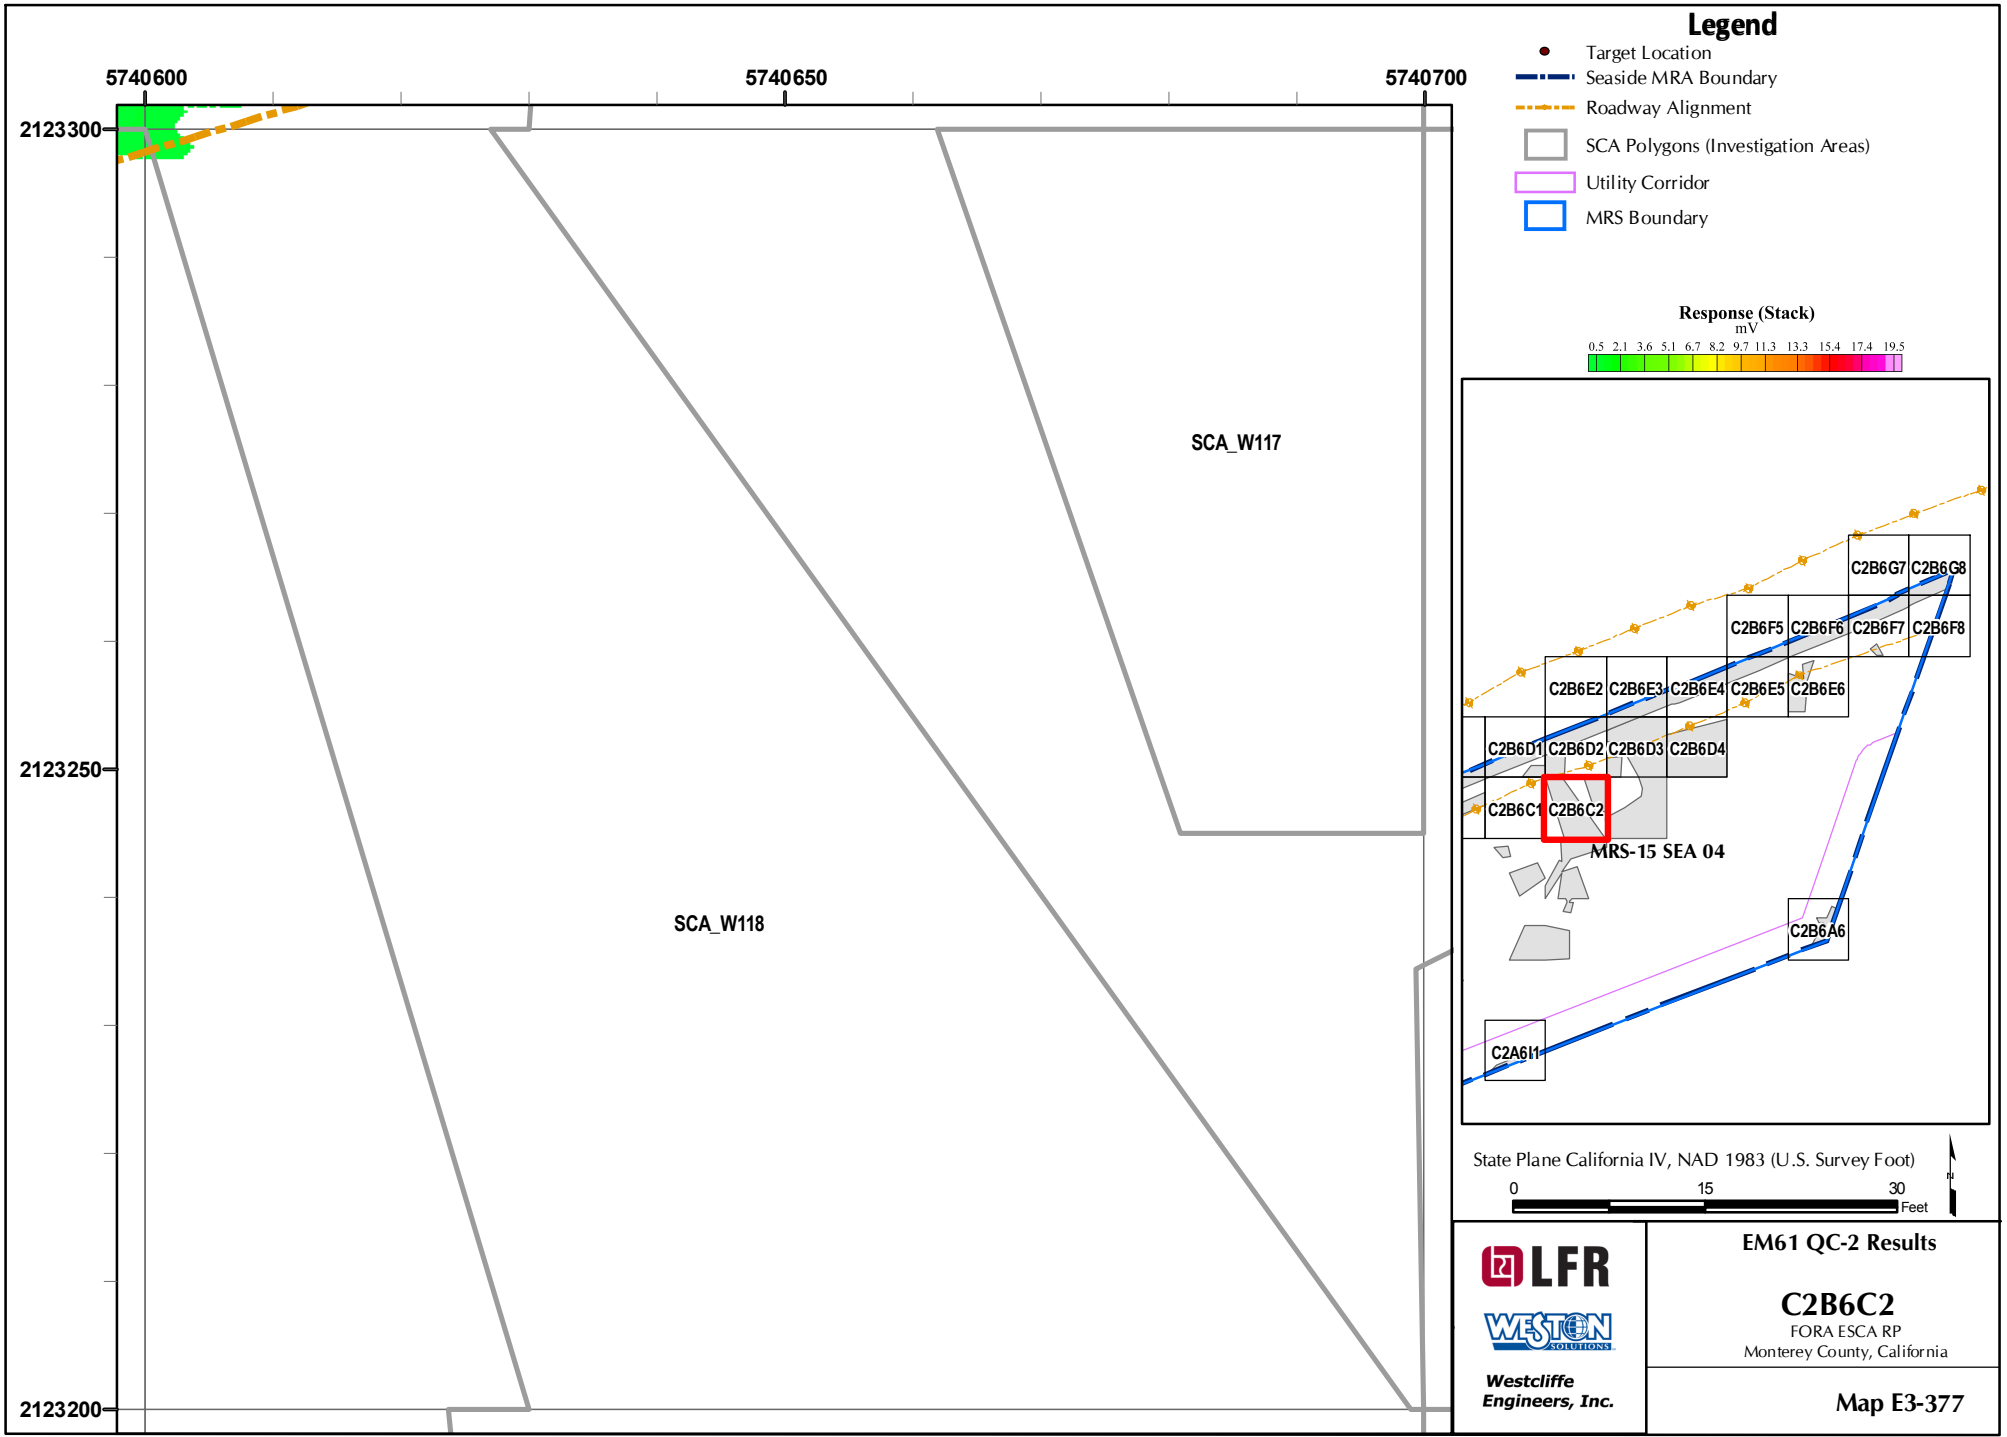 5740600
5740650
5740700
2123300
2123250
2123200
SCA_W117
SCA_W118
Legend
Target Location
Seaside MRA Boundary
Roadway Alignment
SCA Polygons (Investigation Areas)
Utility Corridor
MRS Boundary
Response (Stack)
mV
0.5 2.1 3.6 5.1 6.7 8.2 9.7 11.3 13.3 15.4 17.4 19.5
C2B6G7 C2B6G8
C2B6F5 C2B6F6 C2B6F7 C2B6F8
C2B6E2 C2B6E3 C2B6E4 C2B6E5 C2B6E6
C2B6D1 C2B6D2 C2B6D3 C2B6D4
C2B6C1 C2B6C2
MRS-15 SEA 04
C2B6A6
C2A6I1
State Plane California IV, NAD 1983 (U.S. Survey Foot)
N
0 15 30
Feet
LFR
WESTON
SOLUTIONS
Westcliffe
Engineers, Inc.
EM61 QC-2 Results
C2B6C2
FORA ESCA RP
Monterey County, California
Map E3-377